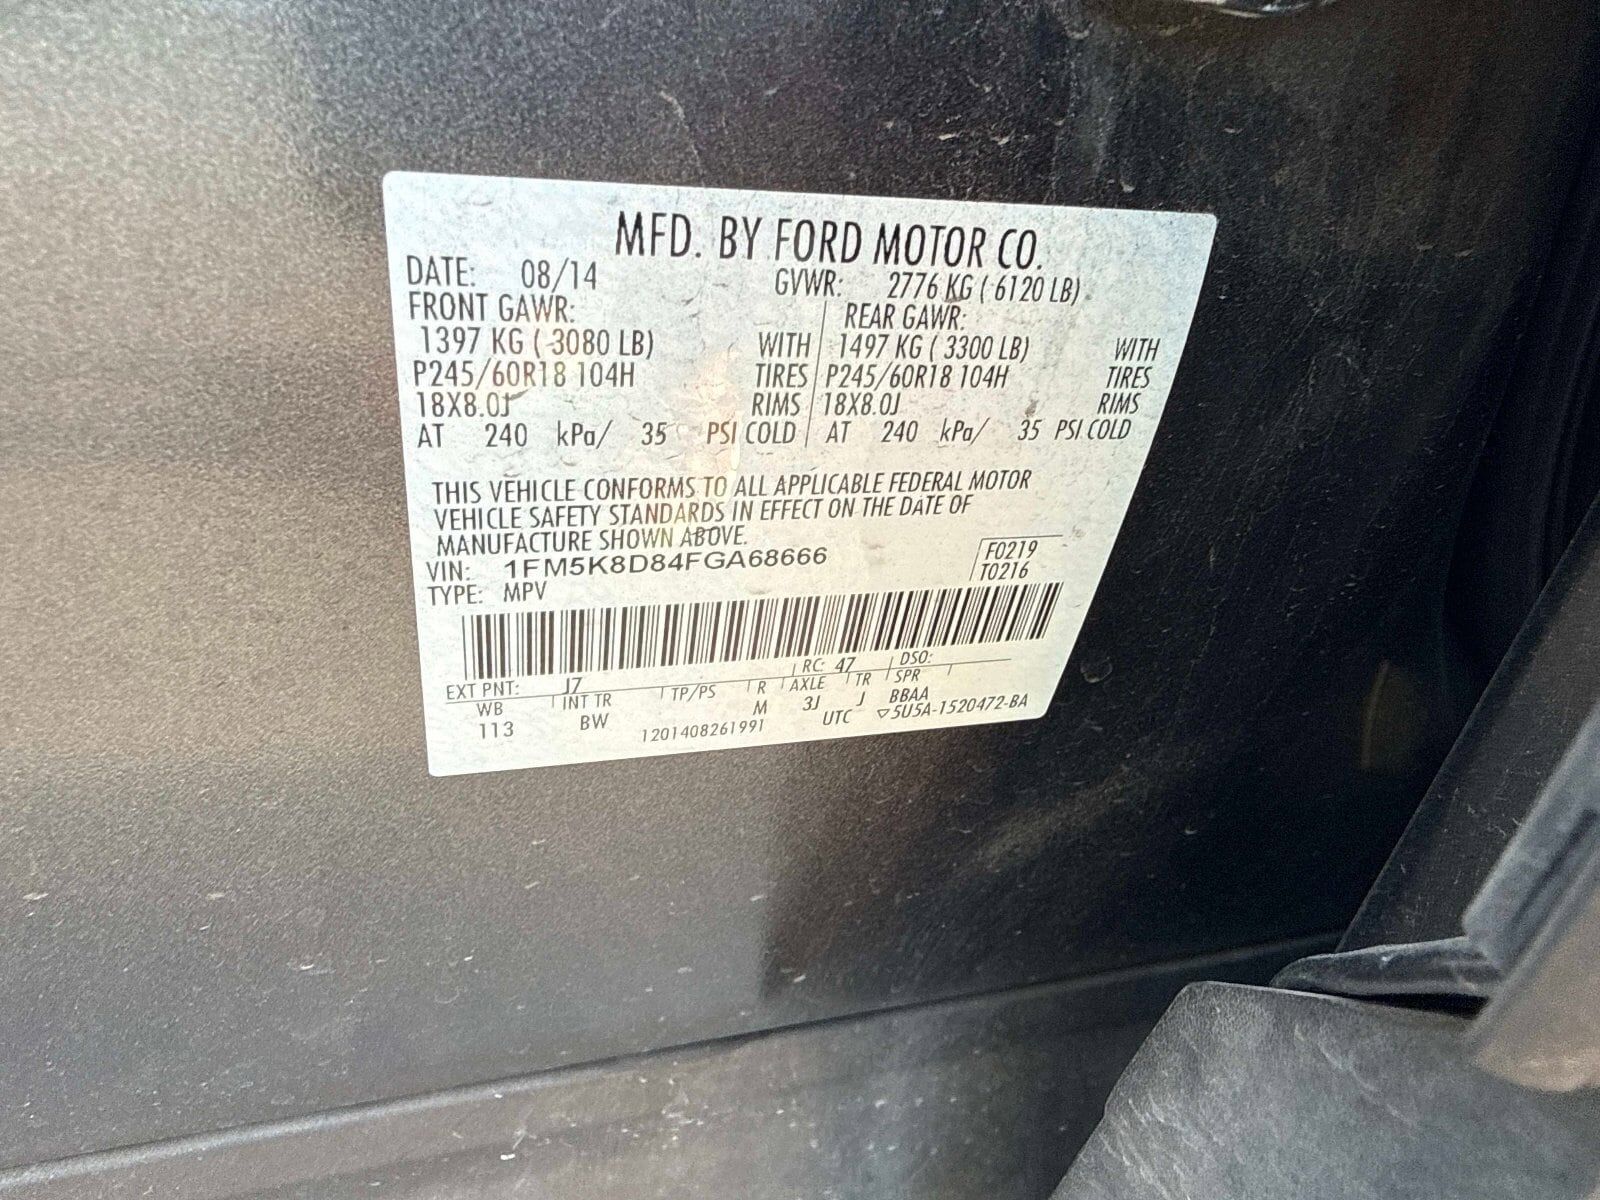 MFD. BY FORD MOTOR CO.
DATE: 08/14 GVWR: 2776 KG ( 6120 LB)
FRONT GAWR: REAR GAWR:
1397 KG ( 3080 LB) WITH 1497 KG ( 3300 LB) WITH
P245/60R18 104H TIRES P245/60R18 104H TIRES
18X8.0J RIMS 18X8.0J RIMS
AT 240 kPa/ 35 PSI COLD AT 240 kPa/ 35 PSI COLD
THIS VEHICLE CONFORMS TO ALL APPLICABLE FEDERAL MOTOR
VEHICLE SAFETY STANDARDS IN EFFECT ON THE DATE OF
MANUFACTURE SHOWN ABOVE.
VIN: 1FM5K8D84FGA68666 F0219
TYPE: MPV T0216
EXT PNT: J7 RC: 47 DSO:
WB INT TR TP/PS R AXLE TR SPR
113 BW M 3J J BBAA
1201408261991 UTC ▽5U5A-1520472-BA